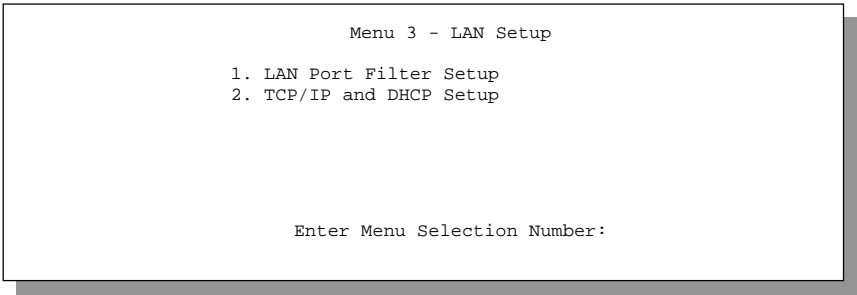 Menu 3 - LAN Setup
1. LAN Port Filter Setup
2. TCP/IP and DHCP Setup
Enter Menu Selection Number: